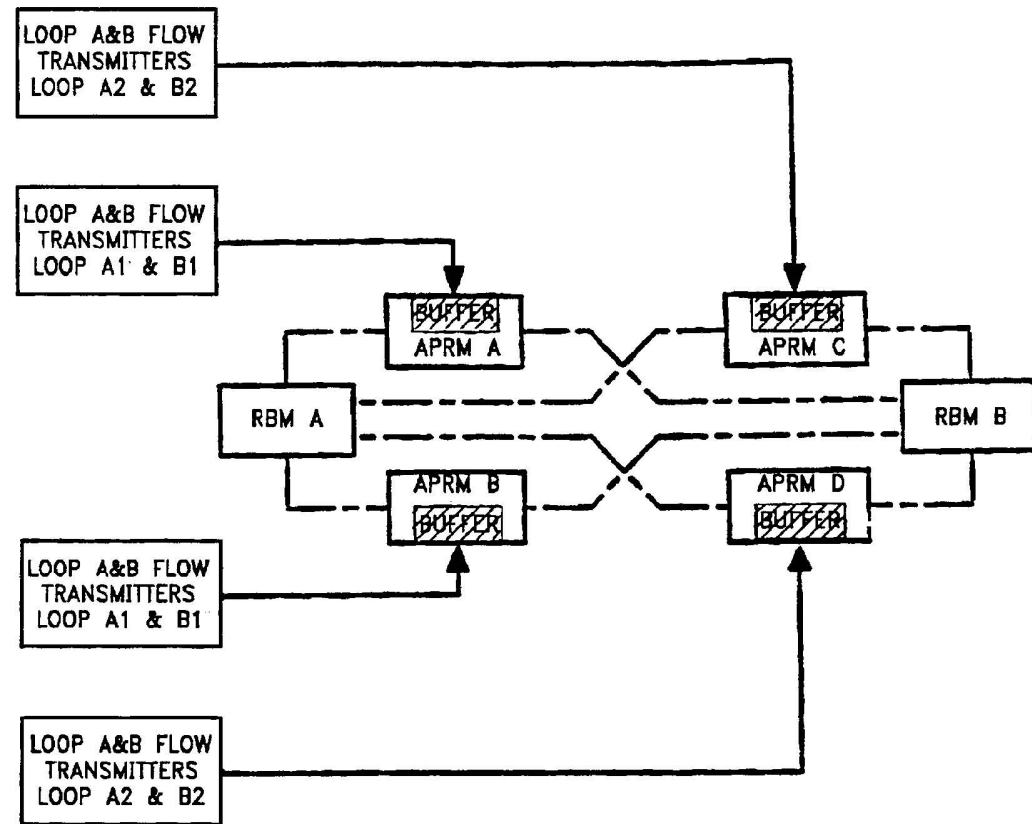 LOOP A&B FLOW
TRANSMITTERS
LOOP A2 & B2
LOOP A&B FLOW
TRANSMITTERS
LOOP A1 & B1
BUFFER
APRM A
BUFFER
APRM C
RBM A
RBM B
APRM B
BUFFER
APRM D
BUFFER
LOOP A&B FLOW
TRANSMITTERS
LOOP A1 & B1
LOOP A&B FLOW
TRANSMITTERS
LOOP A2 & B2